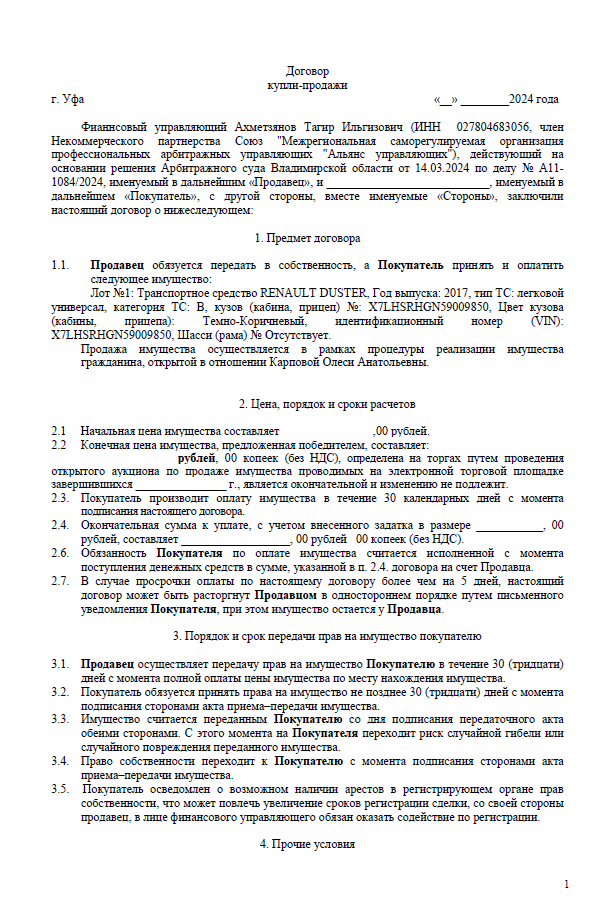 Договор
купли-продажи
г. Уфа «__» ________2024 года
Фианнсовый управляющий Ахметзянов Тагир Ильгизович (ИНН 027804683056, член
Некоммерческого партнерства Союз "Межрегиональная саморегулируемая организация
профессиональных арбитражных управляющих "Альянс управляющих"), действующий на
основании решения Арбитражного суда Владимирской области от 14.03.2024 по делу № А11-
1084/2024, именуемый в дальнейшем «Продавец», и ___________________________, именуемый в
дальнейшем «Покупатель», с другой стороны, вместе именуемые «Стороны», заключили
настоящий договор о нижеследующем:
1. Предмет договора
1.1. Продавец обязуется передать в собственность, а Покупатель принять и оплатить
следующее имущество:
Лот №1: Транспортное средство RENAULT DUSTER, Год выпуска: 2017, тип ТС: легковой
универсал, категория ТС: B, кузов (кабина, прицеп) №: X7LHSRHGN59009850, Цвет кузова
(кабины, прицепа): Темно-Коричневый, идентификационный номер (VIN):
X7LHSRHGN59009850, Шасси (рама) № Отсутствует.
Продажа имущества осуществляется в рамках процедуры реализации имущества
гражданина, открытой в отношении Карповой Олеси Анатольевны.
2. Цена, порядок и сроки расчетов
2.1 Начальная цена имущества составляет ,00 рублей.
2.2 Конечная цена имущества, предложенная победителем, составляет:
рублей, 00 копеек (без НДС), определена на торгах путем проведения
открытого аукциона по продаже имущества проводимых на электронной торговой площадке
завершившихся _______________ г., является окончательной и изменению не подлежит.
2.3. Покупатель производит оплату имущества в течение 30 календарных дней с момента
подписания настоящего договора.
2.4. Окончательная сумма к уплате, с учетом внесенного задатка в размере ___________, 00
рублей, составляет __________________, 00 рублей 00 копеек (без НДС).
2.6. Обязанность Покупателя по оплате имущества считается исполненной с момента
поступления денежных средств в сумме, указанной в п. 2.4. договора на счет Продавца.
2.7. В случае просрочки оплаты по настоящему договору более чем на 5 дней, настоящий
договор может быть расторгнут Продавцом в одностороннем порядке путем письменного
уведомления Покупателя, при этом имущество остается у Продавца.
3. Порядок и срок передачи прав на имущество покупателю
3.1. Продавец осуществляет передачу прав на имущество Покупателю в течение 30 (тридцати)
дней с момента полной оплаты цены имущества по месту нахождения имущества.
3.2. Покупатель обязуется принять права на имущество не позднее 30 (тридцати) дней с момента
подписания сторонами акта приема–передачи имущества.
3.3. Имущество считается переданным Покупателю со дня подписания передаточного акта
обеими сторонами. С этого момента на Покупателя переходит риск случайной гибели или
случайного повреждения переданного имущества.
3.4. Право собственности переходит к Покупателю с момента подписания сторонами акта
приема–передачи имущества.
3.5. Покупатель осведомлен о возможном наличии арестов в регистрирующем органе прав
собственности, что может повлечь увеличение сроков регистрации сделки, со своей стороны
продавец, в лице финансового управляющего обязан оказать содействие по регистрации.
4. Прочие условия
1